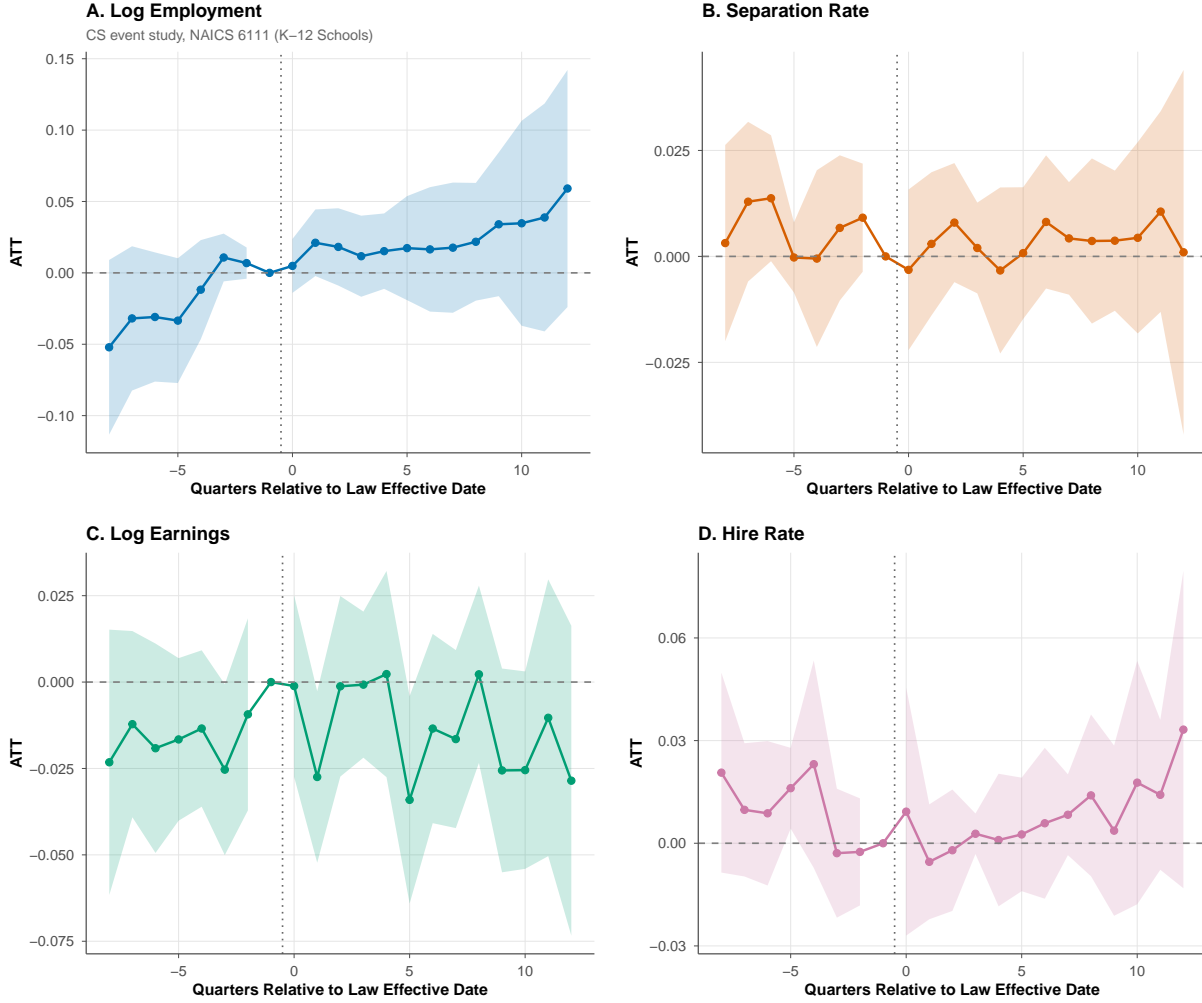 A. Log Employment
CS event study, NAICS 6111 (K−12 Schools)
ATT
0.15
0.10
0.05
0.00
−0.05
−0.10
−5 0 5 10
Quarters Relative to Law Effective Date
B. Separation Rate
ATT
0.025
0.000
−0.025
−5 0 5 10
Quarters Relative to Law Effective Date
C. Log Earnings
ATT
0.025
0.000
−0.025
−0.050
−0.075
−5 0 5 10
Quarters Relative to Law Effective Date
D. Hire Rate
ATT
0.06
0.03
0.00
−0.03
−5 0 5 10
Quarters Relative to Law Effective Date